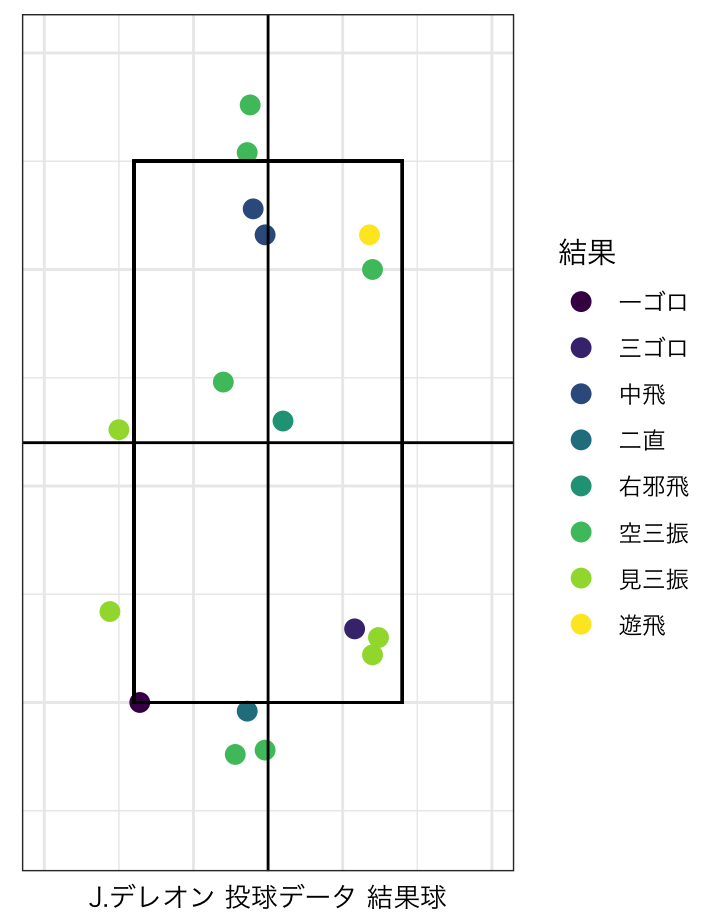 結果
一ゴロ
三ゴロ
中飛
二直
右邪飛
空三振
見三振
遊飛
J.デレオン 投球データ 結果球